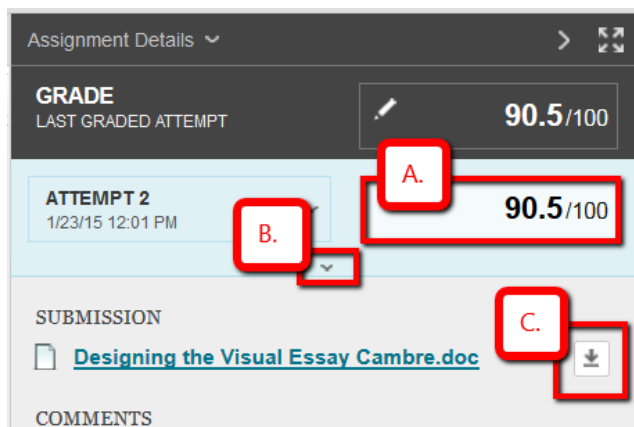 Assignment Details
GRADE
LAST GRADED ATTEMPT
90.5/100
A.
ATTEMPT 2
1/23/15 12:01 PM
90.5/100
B.
SUBMISSION
C.
Designing the Visual Essay Cambre.doc
COMMENTS